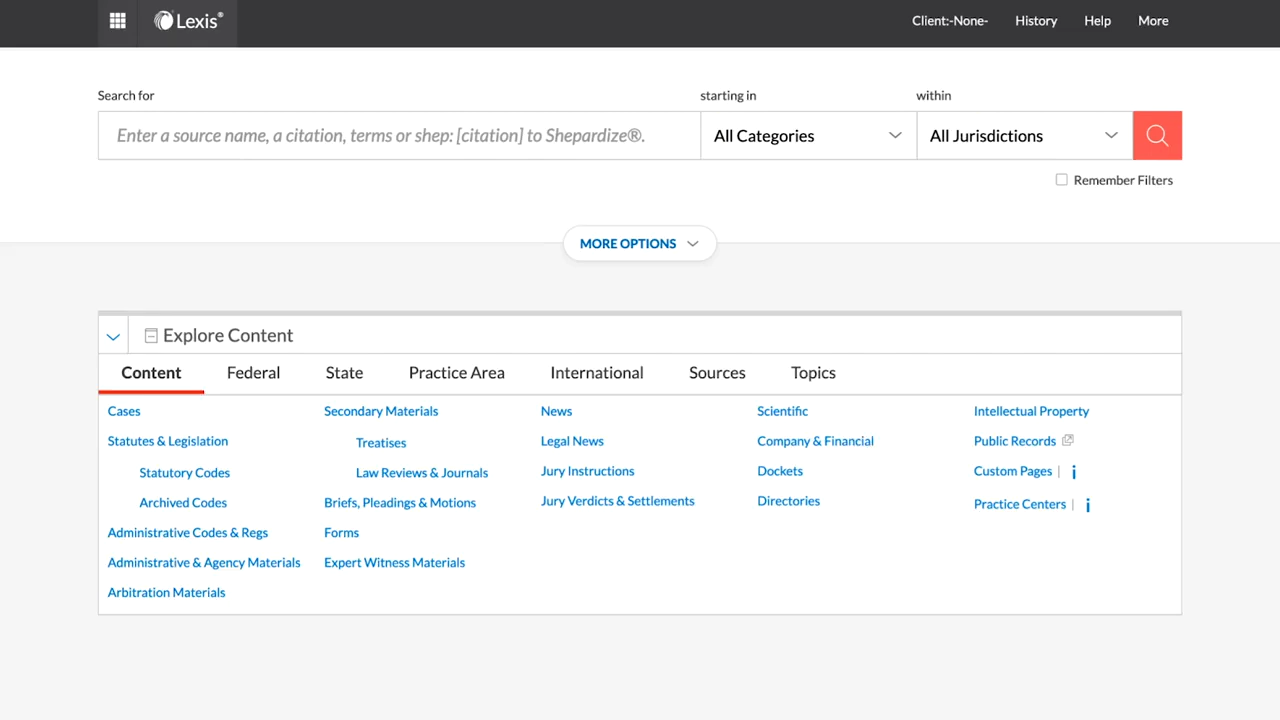 Lexis®
Client:-None- History Help More
Search for starting in within
Enter a source name, a citation, terms or shep: [citation] to Shepardize®. All Categories All Jurisdictions
Remember Filters
MORE OPTIONS
Explore Content
Content Federal State Practice Area International Sources Topics
Cases
Statutes & Legislation
Statutory Codes
Archived Codes
Administrative Codes & Regs
Administrative & Agency Materials
Arbitration Materials
Secondary Materials
Treatises
Law Reviews & Journals
Briefs, Pleadings & Motions
Forms
Expert Witness Materials
News
Legal News
Jury Instructions
Jury Verdicts & Settlements
Scientific
Company & Financial
Dockets
Directories
Intellectual Property
Public Records
Custom Pages | i
Practice Centers | i